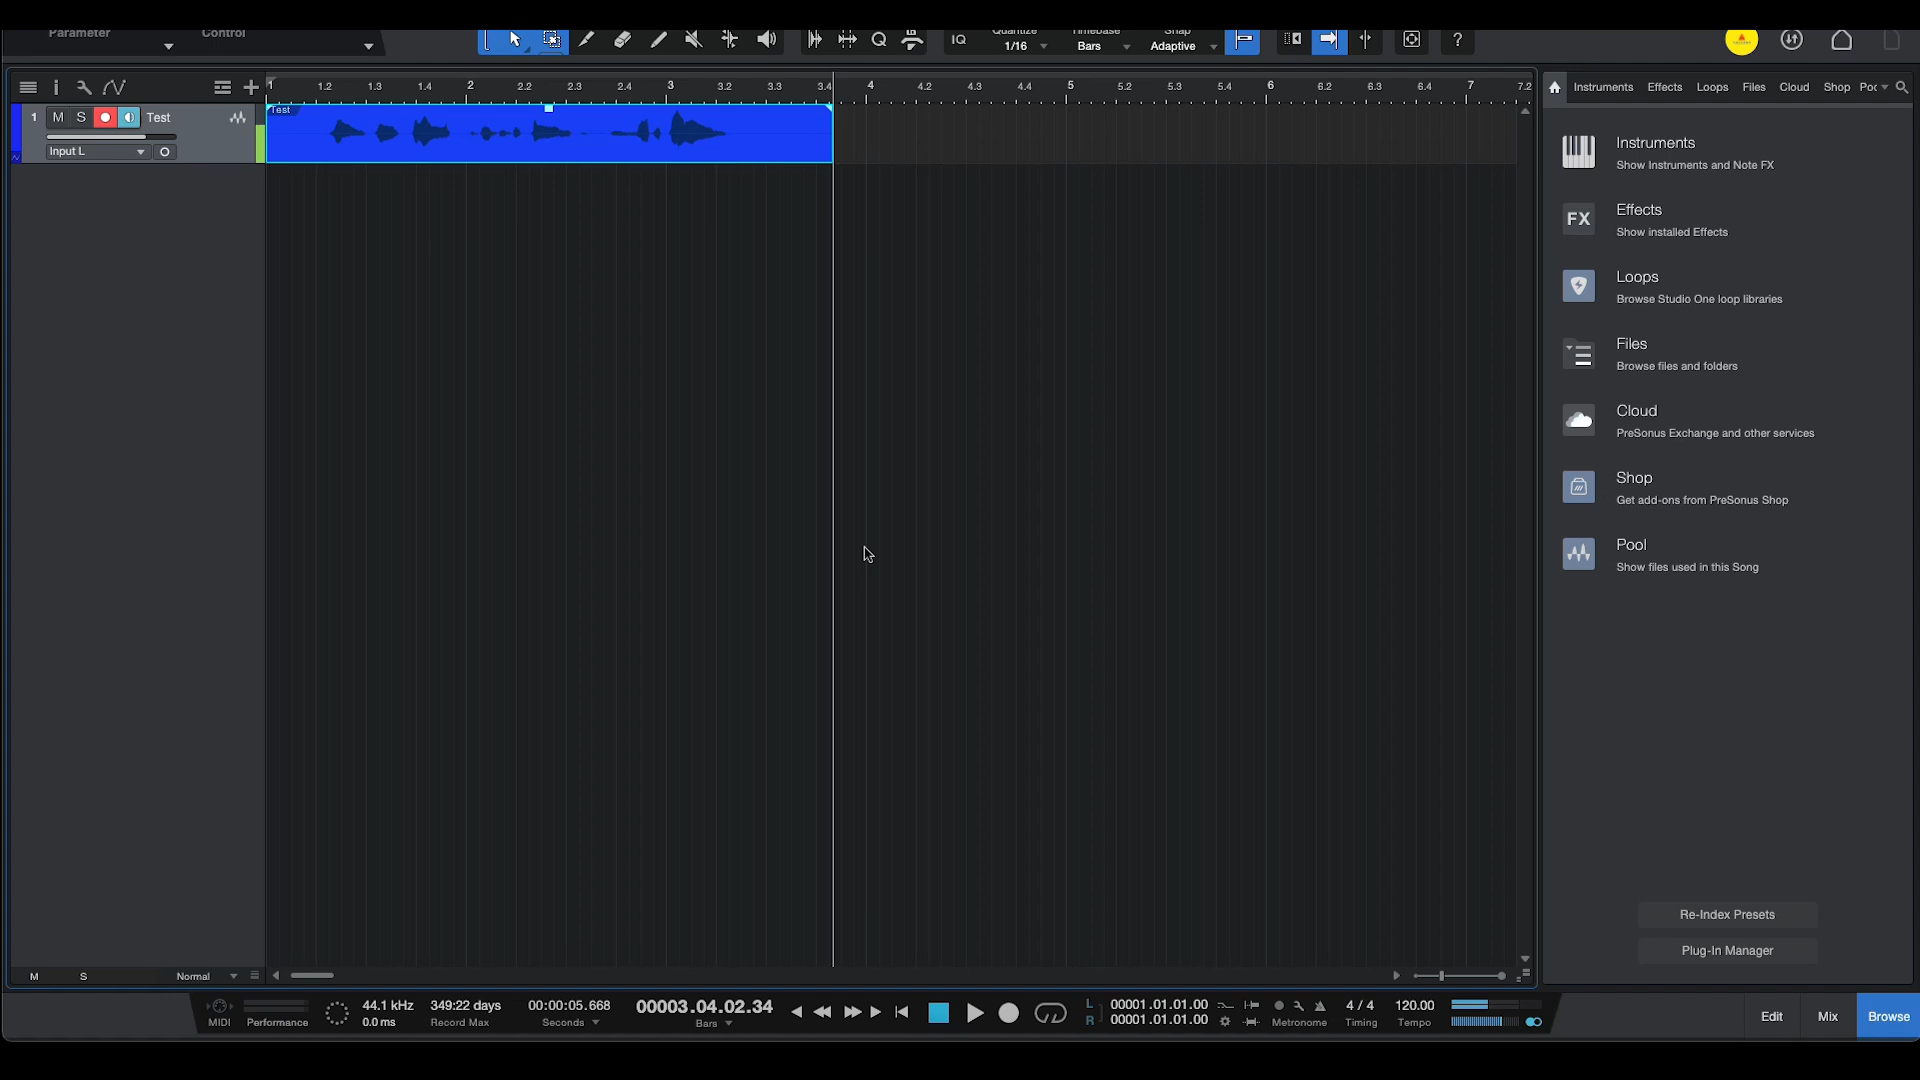 Parameter
Control
IQ
Quantize
1/16
Timebase
Bars
Snap
Adaptive
?
1 1.2 1.3 1.4 2 2.2 2.3 2.4 3 3.2 3.3 3.4 4 4.2 4.3 4.4 5 5.2 5.3 5.4 6 6.2 6.3 6.4 7 7.2
Instruments Effects Loops Files Cloud Shop Poc
1 M S Test
Input L
Test
Instruments
Show Instruments and Note FX
FX
Effects
Show installed Effects
Loops
Browse Studio One loop libraries
Files
Browse files and folders
Cloud
PreSonus Exchange and other services
Shop
Get add-ons from PreSonus Shop
Pool
Show files used in this Song
Re-Index Presets
Plug-In Manager
M S Normal
MIDI
Performance
44.1 kHz
0.0 ms
349:22 days
Record Max
00:00:05.668
Seconds
00003.04.02.34
Bars
L 00001.01.01.00
R 00001.01.01.00
Metronome
4 / 4
Timing
120.00
Tempo
Edit
Mix
Browse